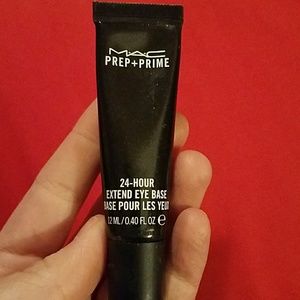 MAC
PREP+PRIME
24-HOUR
EXTEND EYE BASE
BASE POUR LES YEUX
12 ML/0.40 FL OZ e